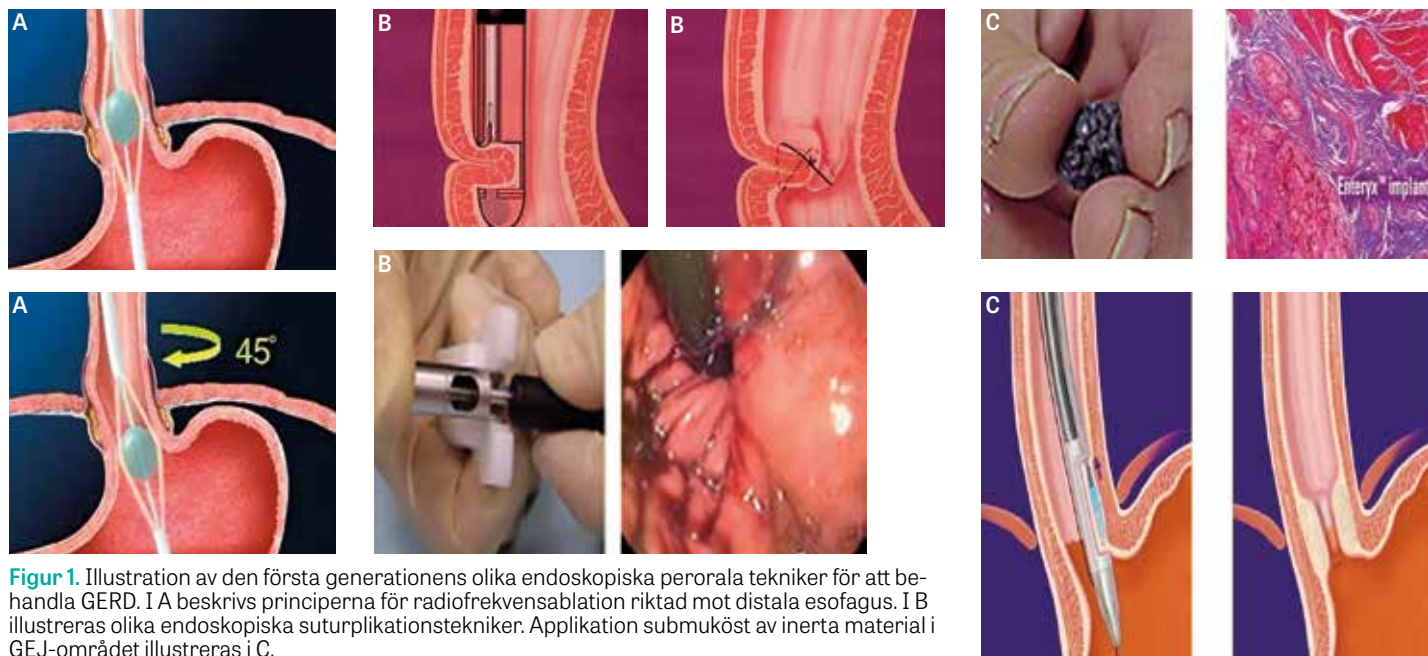 A
B
B
C
Enteryx™ implant
A
45°
B
C
Figur 1. Illustration av den första generationens olika endoskopiska perorala tekniker för att be-
handla GERD. I A beskrivs principerna för radiofrekvensablation riktad mot distala esofagus. I B
illustreras olika endoskopiska suturplikationstekniker. Applikation submuköst av inerta material i
GEJ-området illustreras i C.